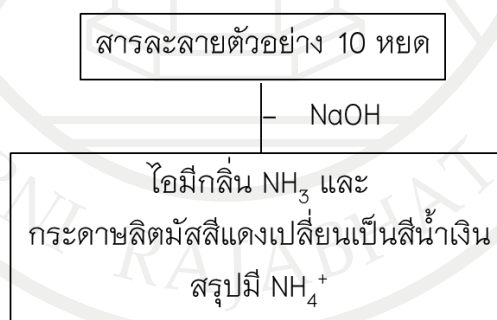 สารละลายตัวอย่าง 10 หยด
– NaOH
ไอมีกลิ่น NH₃ และ
กระดาษลิตมัสสีแดงเปลี่ยนเป็นสีน้ำเงิน
สรุปมี NH₄⁺
RAJABHAT